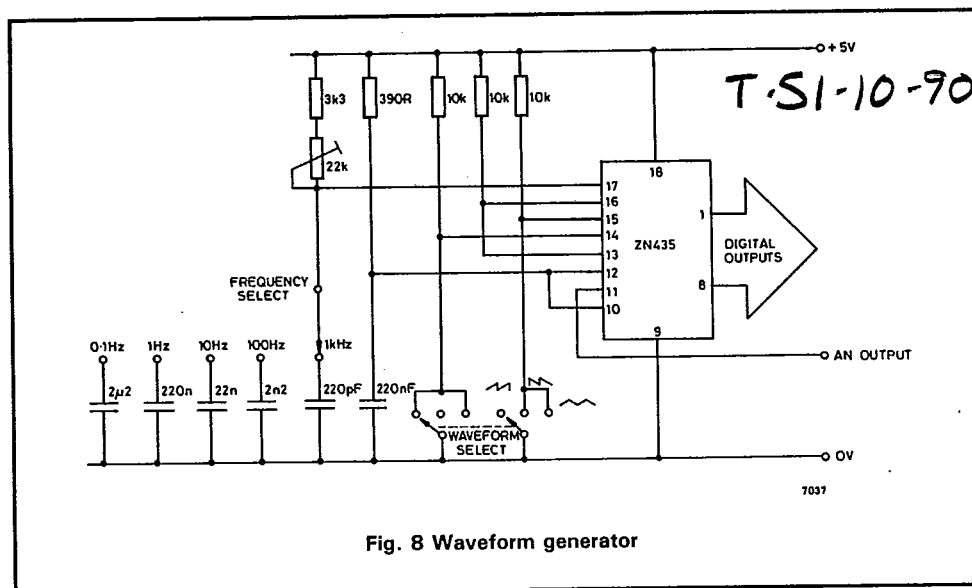 +5V
T-S1-10-90
3k3
390R
10k
10k
10k
22k
18
17
16
15
14
13
12
11
10
ZN435
1
8
9
DIGITAL
OUTPUTS
FREQUENCY
SELECT
0·1Hz
1Hz
10Hz
100Hz
1kHz
AN OUTPUT
2µ2
220n
22n
2n2
220pF
220nF
WAVEFORM
SELECT
0V
7037
Fig. 8 Waveform generator